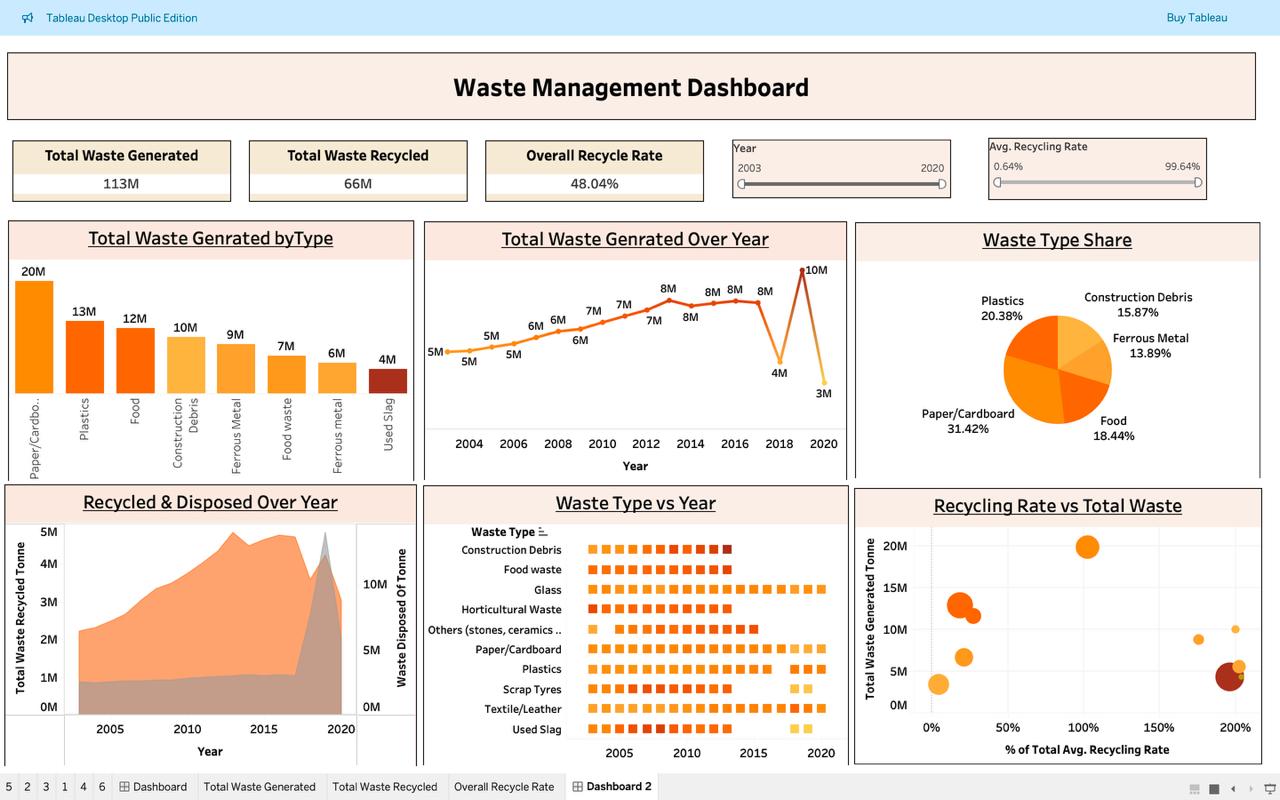 Tableau Desktop Public Edition
Buy Tableau
Waste Management Dashboard
Total Waste Generated
113M
Total Waste Recycled
66M
Overall Recycle Rate
48.04%
Year
2003 2020
Avg. Recycling Rate
0.64% 99.64%
Total Waste Genrated byType
20M
13M
12M
10M
9M
7M
6M
4M
Paper/Cardbo..
Plastics
Food
Construction
Debris
Ferrous Metal
Food waste
Ferrous metal
Used Slag
Total Waste Genrated Over Year
5M
5M
5M
5M
6M
6M
6M
7M
7M
7M
8M
8M
8M
8M
8M
4M
10M
3M
2004 2006 2008 2010 2012 2014 2016 2018 2020
Year
Waste Type Share
Plastics
20.38%
Construction Debris
15.87%
Ferrous Metal
13.89%
Paper/Cardboard
31.42%
Food
18.44%
Recycled & Disposed Over Year
Total Waste Recycled Tonne
5M
4M
3M
2M
1M
0M
10M
5M
0M
Waste Disposed Of Tonne
2005 2010 2015 2020
Year
Waste Type vs Year
Waste Type
Construction Debris
Food waste
Glass
Horticultural Waste
Others (stones, ceramics ..
Paper/Cardboard
Plastics
Scrap Tyres
Textile/Leather
Used Slag
2005 2010 2015 2020
Recycling Rate vs Total Waste
Total Waste Generated Tonne
20M
15M
10M
5M
0M
0% 50% 100% 150% 200%
% of Total Avg. Recycling Rate
5 2 3 1 4 6 Dashboard Total Waste Generated Total Waste Recycled Overall Recycle Rate Dashboard 2